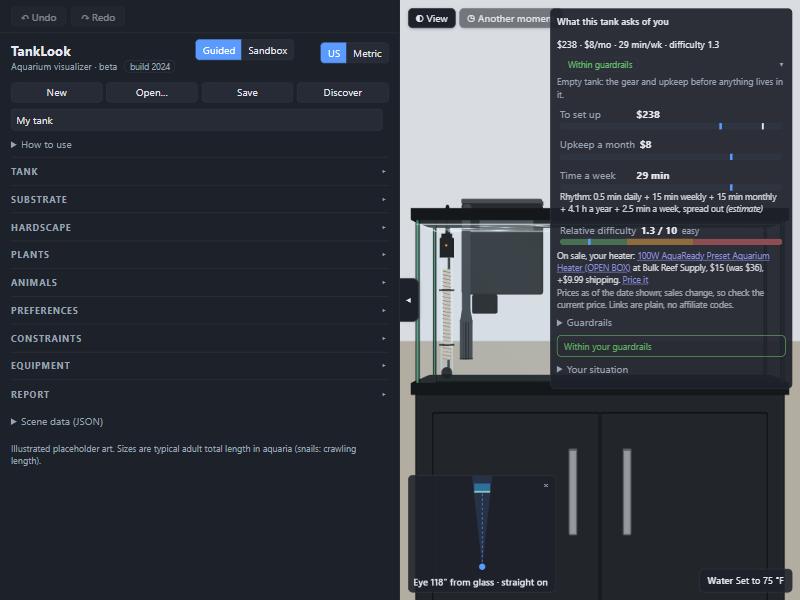 Undo
Redo
TankLook
Aquarium visualizer · beta
build 2024
Guided
Sandbox
US
Metric
New
Open...
Save
Discover
My tank
How to use
TANK
SUBSTRATE
HARDSCAPE
PLANTS
ANIMALS
PREFERENCES
CONSTRAINTS
EQUIPMENT
REPORT
Scene data (JSON)
Illustrated placeholder art. Sizes are typical adult total length in aquaria (snails: crawling
length).
View
Another momen
What this tank asks of you
$238 · $8/mo · 29 min/wk · difficulty 1.3
Within guardrails
Empty tank: the gear and upkeep before anything lives in
it.
To set up $238
Upkeep a month $8
Time a week 29 min
Rhythm: 0.5 min daily + 15 min weekly + 15 min monthly
+ 4.1 h a year + 2.5 min a week, spread out (estimate)
Relative difficulty 1.3 / 10 easy
On sale, your heater: 100W AquaReady Preset Aquarium
Heater (OPEN BOX) at Bulk Reef Supply, $15 (was $36),
+$9.99 shipping. Price it
Prices as of the date shown; sales change, so check the
current price. Links are plain, no affiliate codes.
Guardrails
Within your guardrails
Your situation
Eye 118" from glass · straight on
Water Set to 75 °F